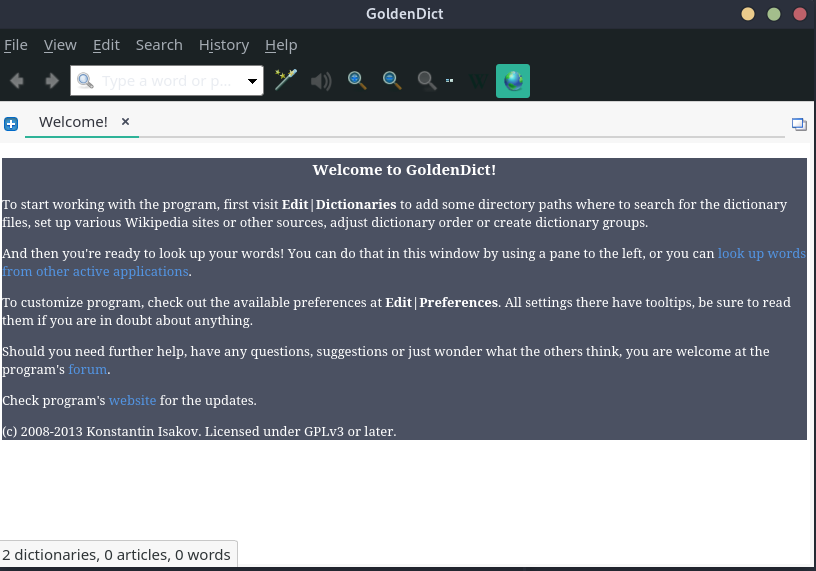 GoldenDict
File View Edit Search History Help
Type a word or p...
W
Welcome!
Welcome to GoldenDict!
To start working with the program, first visit Edit|Dictionaries to add some directory paths where to search for the dictionary
files, set up various Wikipedia sites or other sources, adjust dictionary order or create dictionary groups.
And then you're ready to look up your words! You can do that in this window by using a pane to the left, or you can look up words
from other active applications.
To customize program, check out the available preferences at Edit|Preferences. All settings there have tooltips, be sure to read
them if you are in doubt about anything.
Should you need further help, have any questions, suggestions or just wonder what the others think, you are welcome at the
program's forum.
Check program's website for the updates.
(c) 2008-2013 Konstantin Isakov. Licensed under GPLv3 or later.
2 dictionaries, 0 articles, 0 words